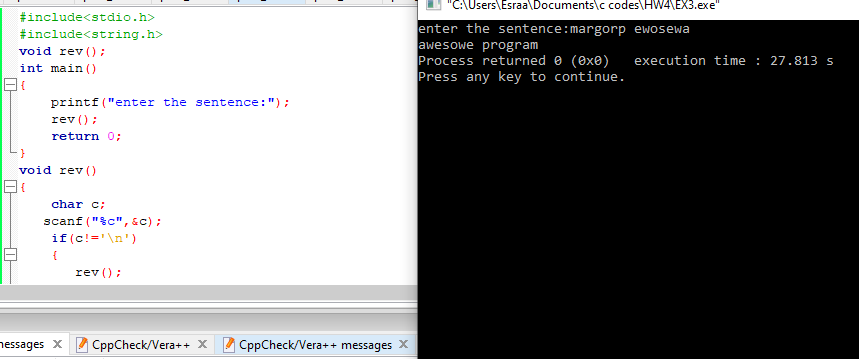 #include<stdio.h>
#include<string.h>
void rev();
int main()
{
printf("enter the sentence:");
rev();
return 0;
}
void rev()
{
char c;
scanf("%c",&c);
if(c!='\n')
{
rev();
essages X CppCheck/Vera++ X CppCheck/Vera++ messages X
"C:\Users\Esraa\Documents\c codes\HW4\EX3.exe"
enter the sentence:margorp ewosewa
awesowe program
Process returned 0 (0x0) execution time : 27.813 s
Press any key to continue.